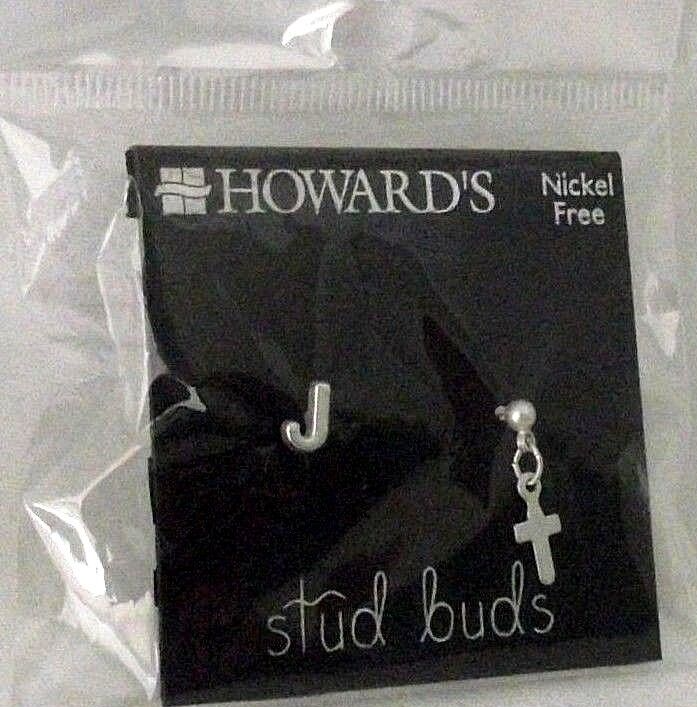 HOWARD'S
Nickel
Free
J
stud buds